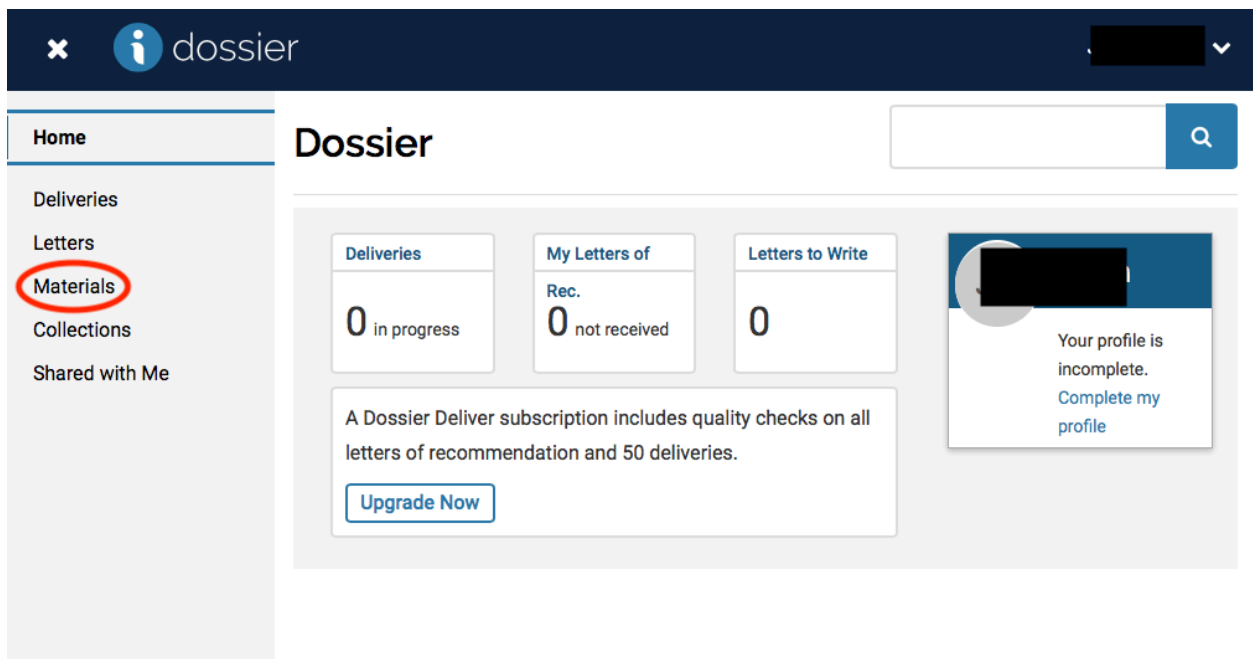 dossier
Home
Deliveries
Letters
Materials
Collections
Shared with Me
Dossier
Deliveries
0 in progress
My Letters of
Rec.
0 not received
Letters to Write
0
A Dossier Deliver subscription includes quality checks on all
letters of recommendation and 50 deliveries.
Upgrade Now
Your profile is
incomplete.
Complete my
profile